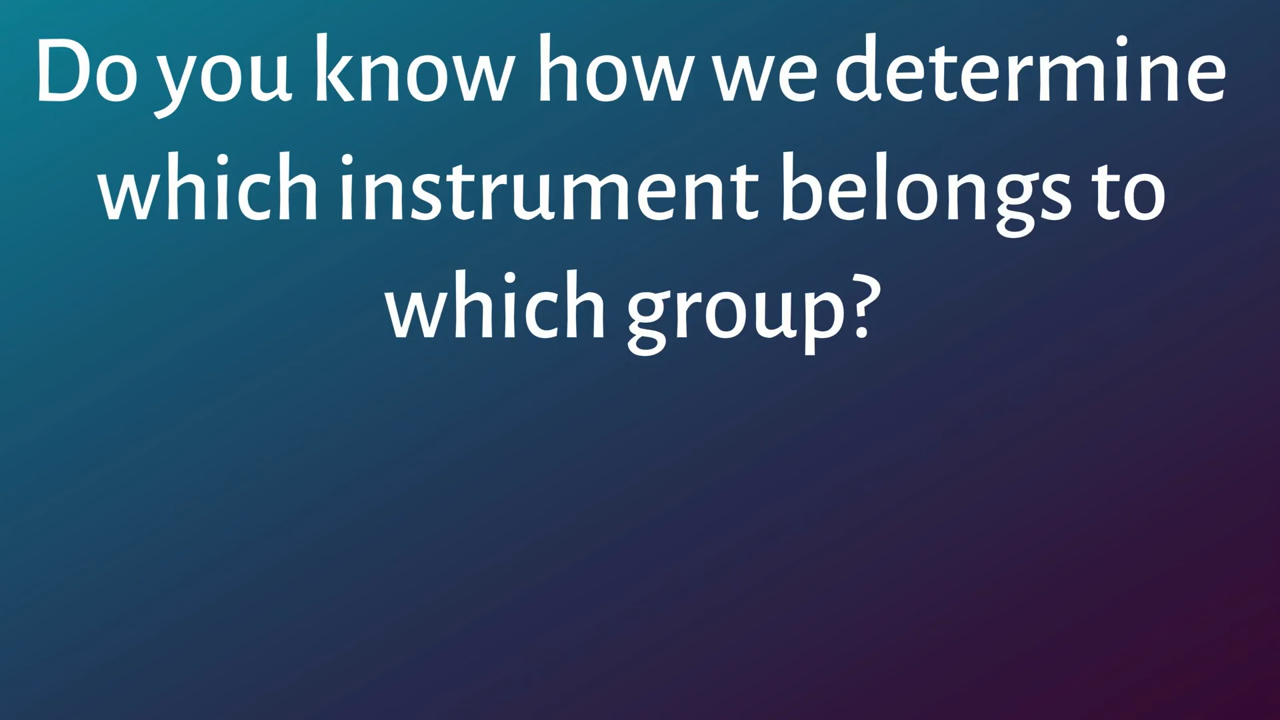 Do you know how we determine
which instrument belongs to
which group?